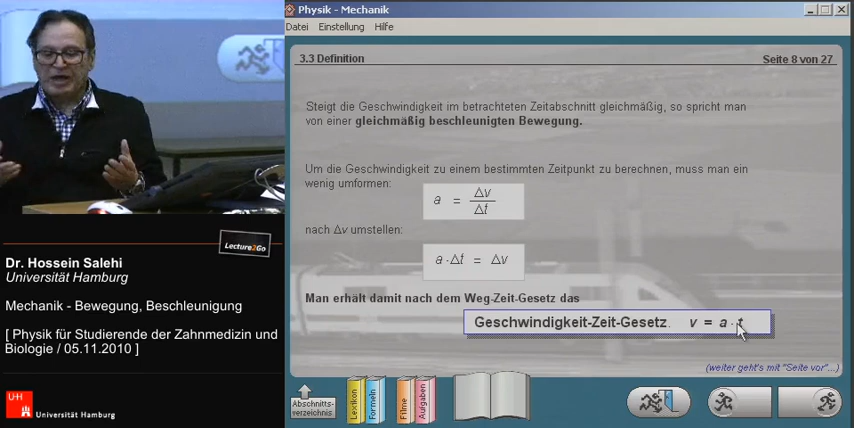 Physik - Mechanik
Datei Einstellung Hilfe
3.3 Definition
Seite 8 von 27
Steigt die Geschwindigkeit im betrachteten Zeitabschnitt gleichmäßig, so spricht man
von einer gleichmäßig beschleunigten Bewegung.
Um die Geschwindigkeit zu einem bestimmten Zeitpunkt zu berechnen, muss man ein
wenig umformen:
a = Δv / Δt
nach Δv umstellen:
a · Δt = Δv
Man erhält damit nach dem Weg-Zeit-Gesetz das
Geschwindigkeit-Zeit-Gesetz. v = a · t
(weiter geht's mit "Seite vor"...)
Abschnitts-
verzeichnis.
Lexikon
Formeln
Filme
Aufgaben
Lecture2Go
Dr. Hossein Salehi
Universität Hamburg
Mechanik - Bewegung, Beschleunigung
[ Physik für Studierende der Zahnmedizin und
Biologie / 05.11.2010 ]
UH
Universität Hamburg